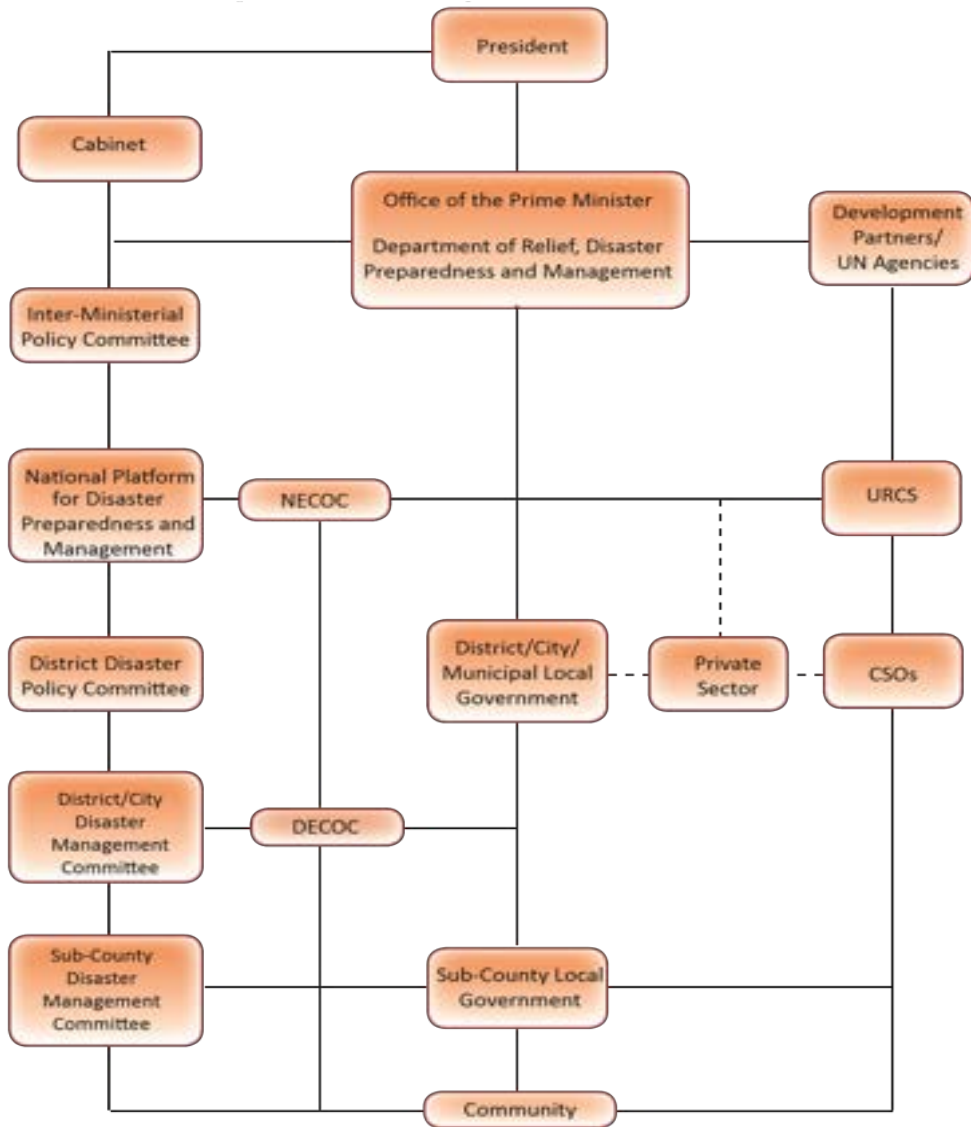 President
Cabinet
Office of the Prime Minister
Department of Relief, Disaster
Preparedness and Management
Development
Partners/
UN Agencies
Inter-Ministerial
Policy Committee
National Platform
for Disaster
Preparedness and
Management
NECOC
URCS
District Disaster
Policy Committee
District/City/
Municipal Local
Government
Private
Sector
CSOs
District/City
Disaster
Management
Committee
DECOC
Sub-County
Disaster
Management
Committee
Sub-County Local
Government
Community